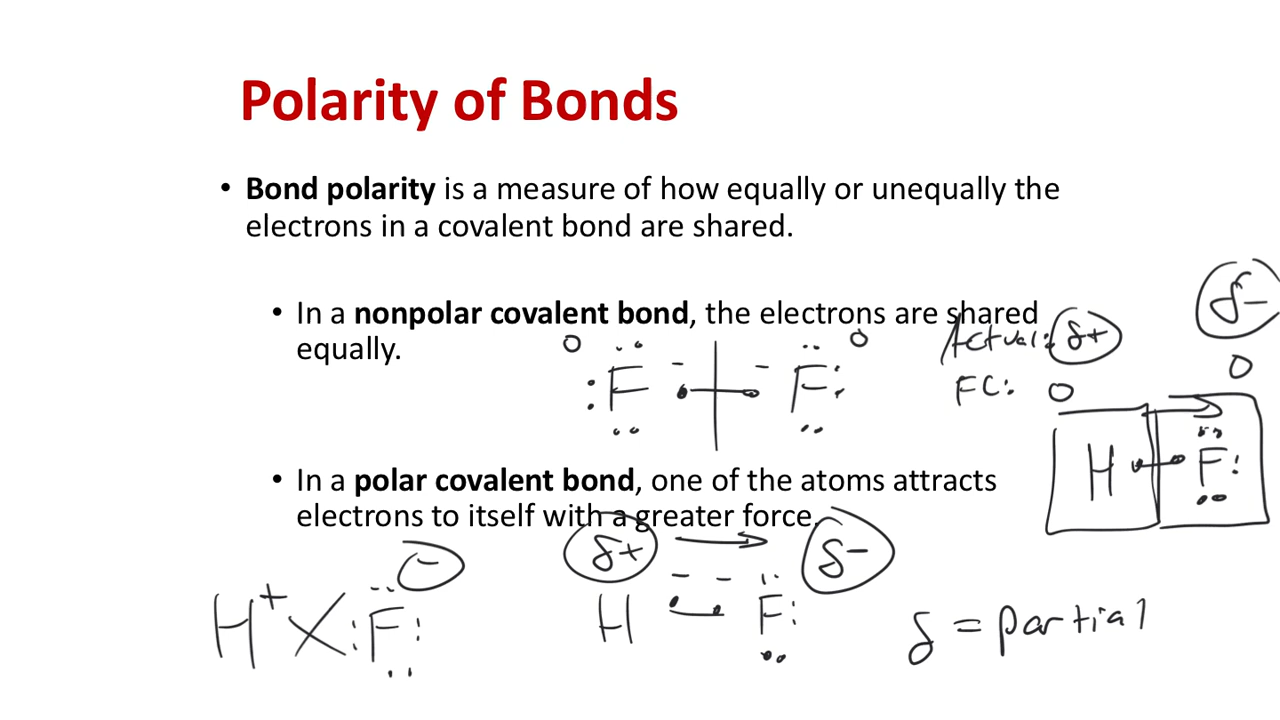 Polarity of Bonds
• Bond polarity is a measure of how equally or unequally the
electrons in a covalent bond are shared.
• In a nonpolar covalent bond, the electrons are shared
equally.
0 0
:F - - F:
Actual: δ+ δ-
FC: 0 0
H F:
• In a polar covalent bond, one of the atoms attracts
electrons to itself with a greater force.
δ+ → δ-
H - - F:
H+ X :F: -
δ = partial